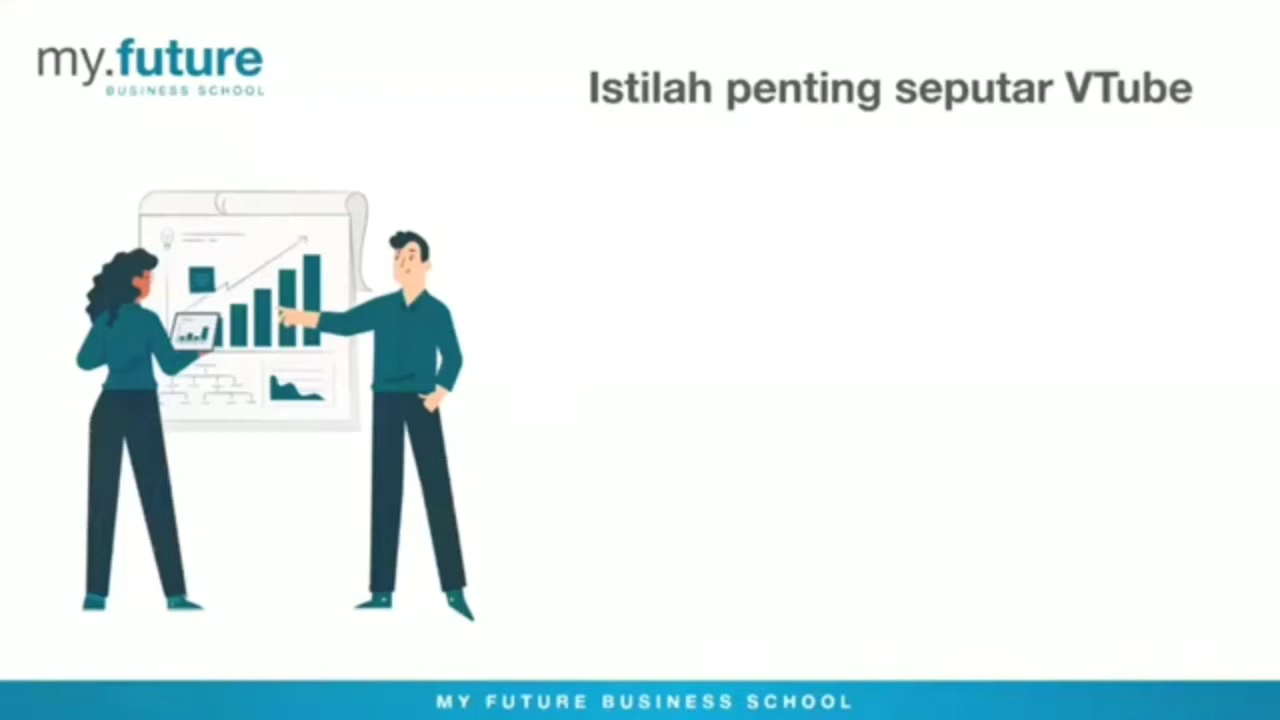 my.future
BUSINESS SCHOOL
Istilah penting seputar VTube
MY FUTURE BUSINESS SCHOOL